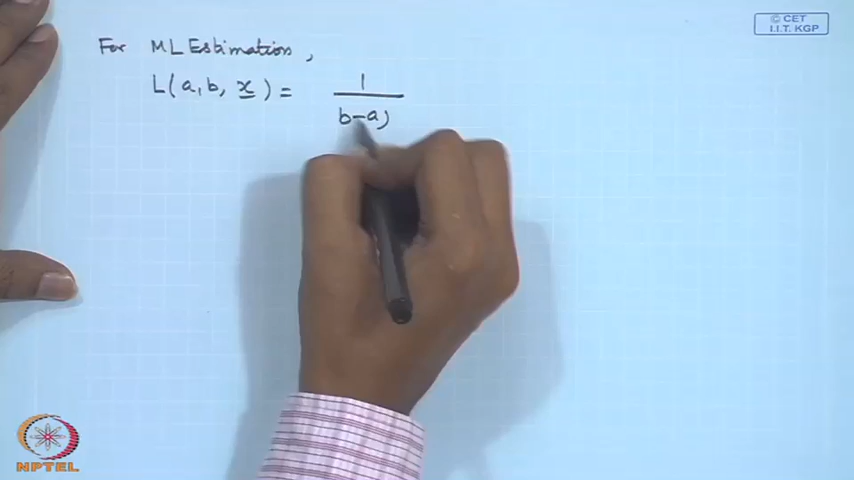 © CET
I.I.T. KGP
For ML Estimation,
L(a, b, x) = 1
b-a)
NPTEL